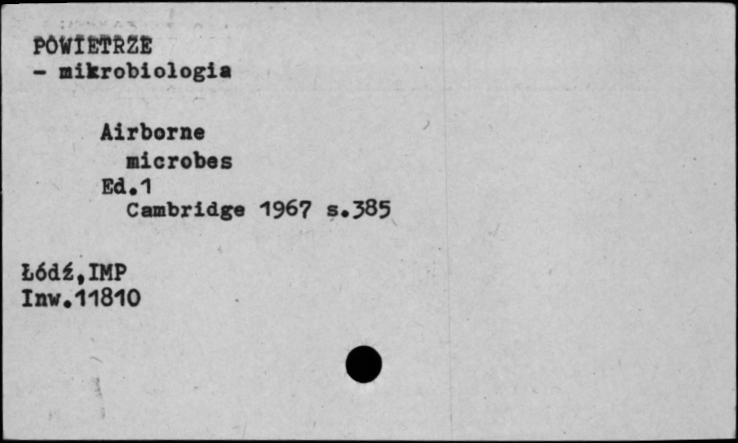 POWIETRZE
- mikrobiologia
Airborne
microbes
Ed.1
Cambridge 1967 s.385
Łódź,IMP
Inw.11810